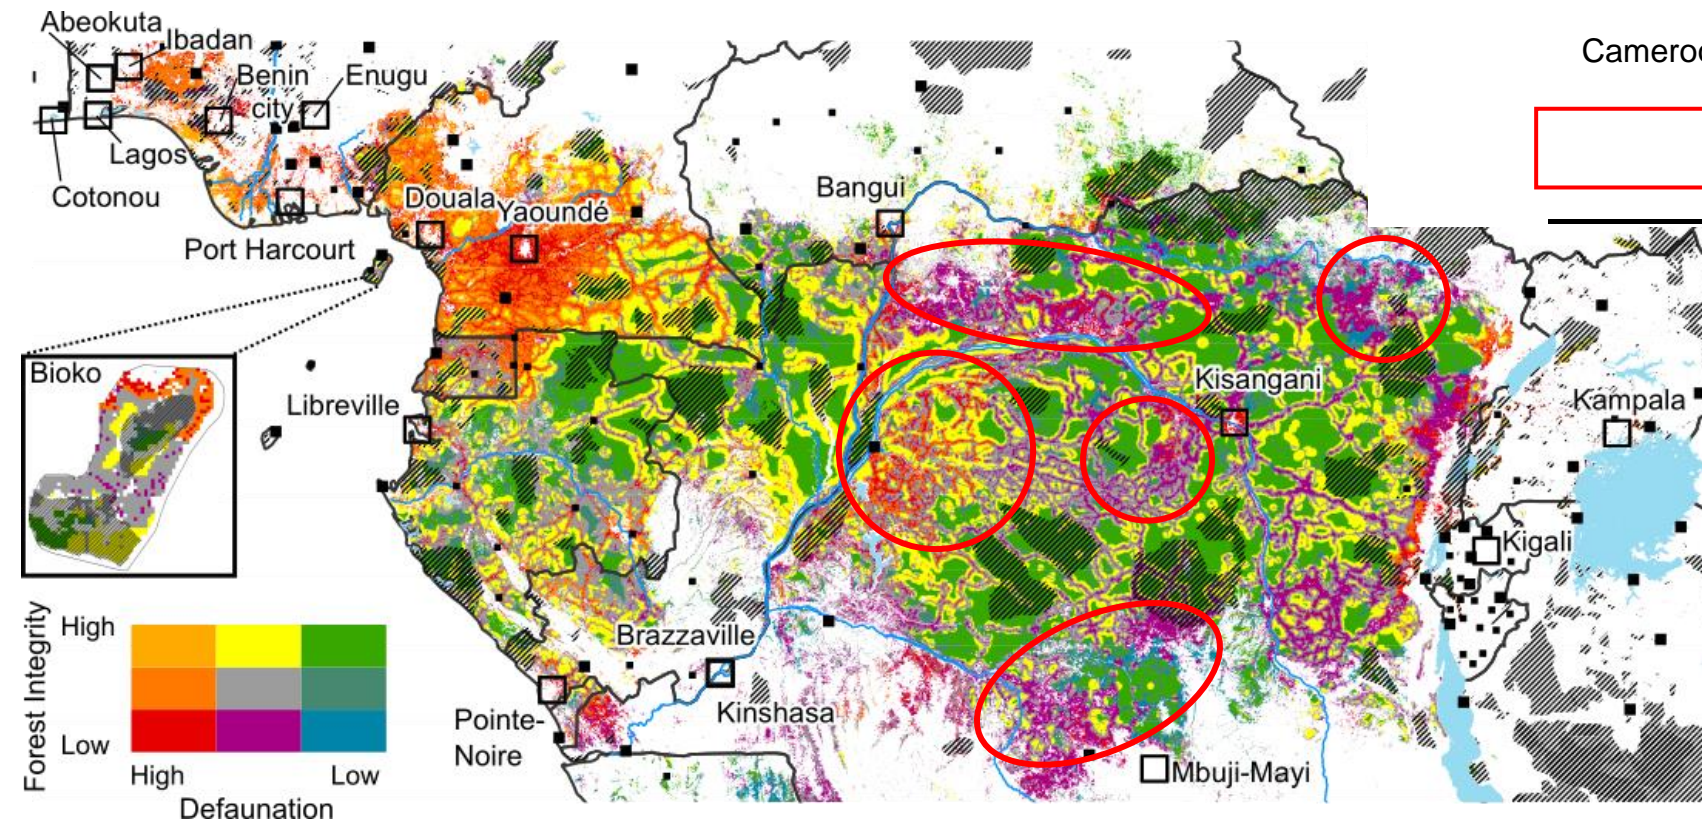 Abeokuta
Ibadan
Benin
city
Enugu
Lagos
Cotonou
Port Harcourt
Douala
Yaoundé
Bangui
Bioko
Libreville
Kisangani
Kampala
Kigali
Brazzaville
Kinshasa
Pointe-
Noire
Mbuji-Mayi
Forest Integrity
High
Low
High
Low
Defaunation